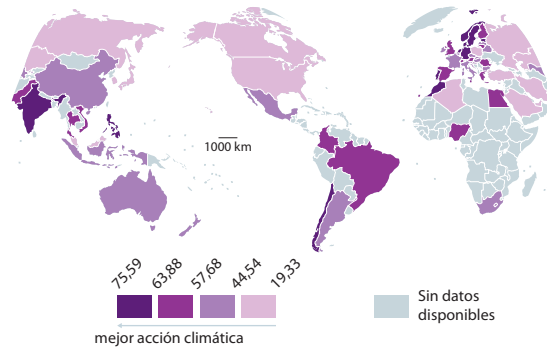 1000 km
75,59
63,88
57,68
44,54
19,33
mejor acción climática
Sin datos
disponibles